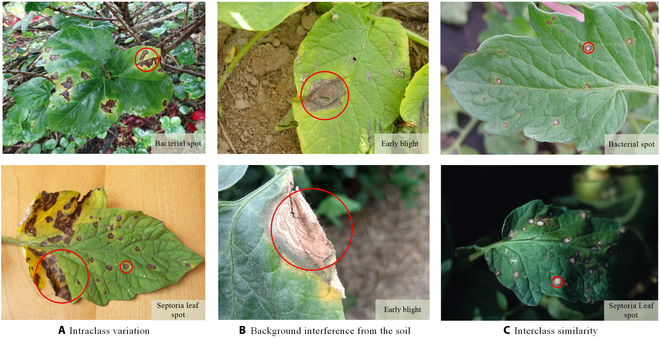 Bacterial spot
Early blight
Bacterial spot
Septoria leaf
spot
Early blight
Septoria Leaf
spot
A Intraclass variation
B Background interference from the soil
C Interclass similarity